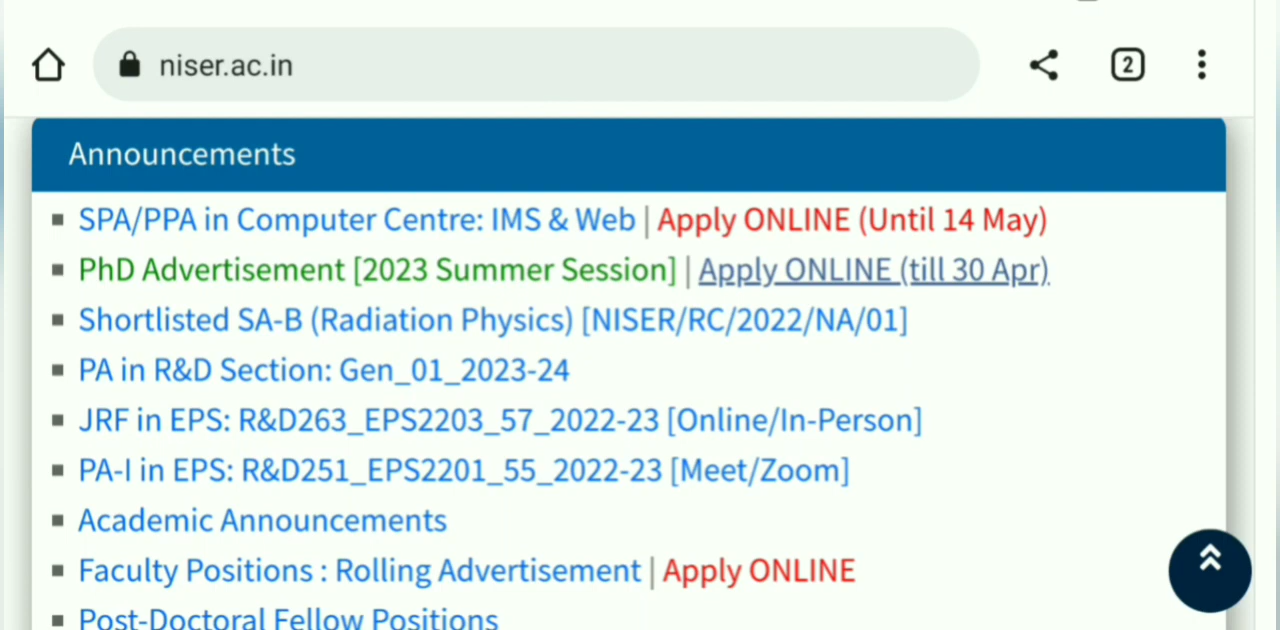 niser.ac.in
2
Announcements
SPA/PPA in Computer Centre: IMS & Web | Apply ONLINE (Until 14 May)
PhD Advertisement [2023 Summer Session] | Apply ONLINE (till 30 Apr)
Shortlisted SA-B (Radiation Physics) [NISER/RC/2022/NA/01]
PA in R&D Section: Gen_01_2023-24
JRF in EPS: R&D263_EPS2203_57_2022-23 [Online/In-Person]
PA-I in EPS: R&D251_EPS2201_55_2022-23 [Meet/Zoom]
Academic Announcements
Faculty Positions : Rolling Advertisement | Apply ONLINE
Post-Doctoral Fellow Positions